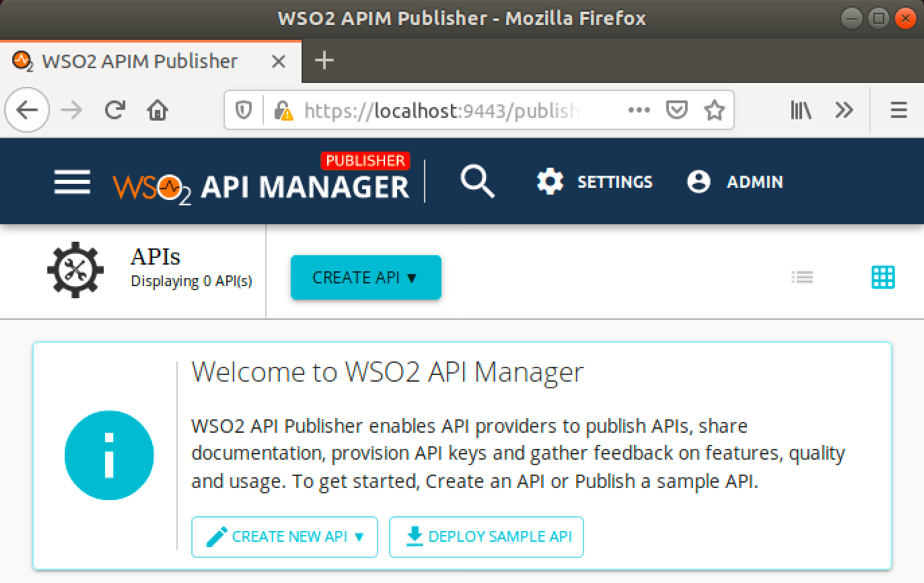 WSO2 APIM Publisher - Mozilla Firefox
WSO2 APIM Publisher
https://localhost:9443/publish
PUBLISHER
WSO2 API MANAGER
SETTINGS
ADMIN
APIs
Displaying 0 API(s)
CREATE API ▼
Welcome to WSO2 API Manager
WSO2 API Publisher enables API providers to publish APIs, share
documentation, provision API keys and gather feedback on features, quality
and usage. To get started, Create an API or Publish a sample API.
CREATE NEW API ▼
DEPLOY SAMPLE API